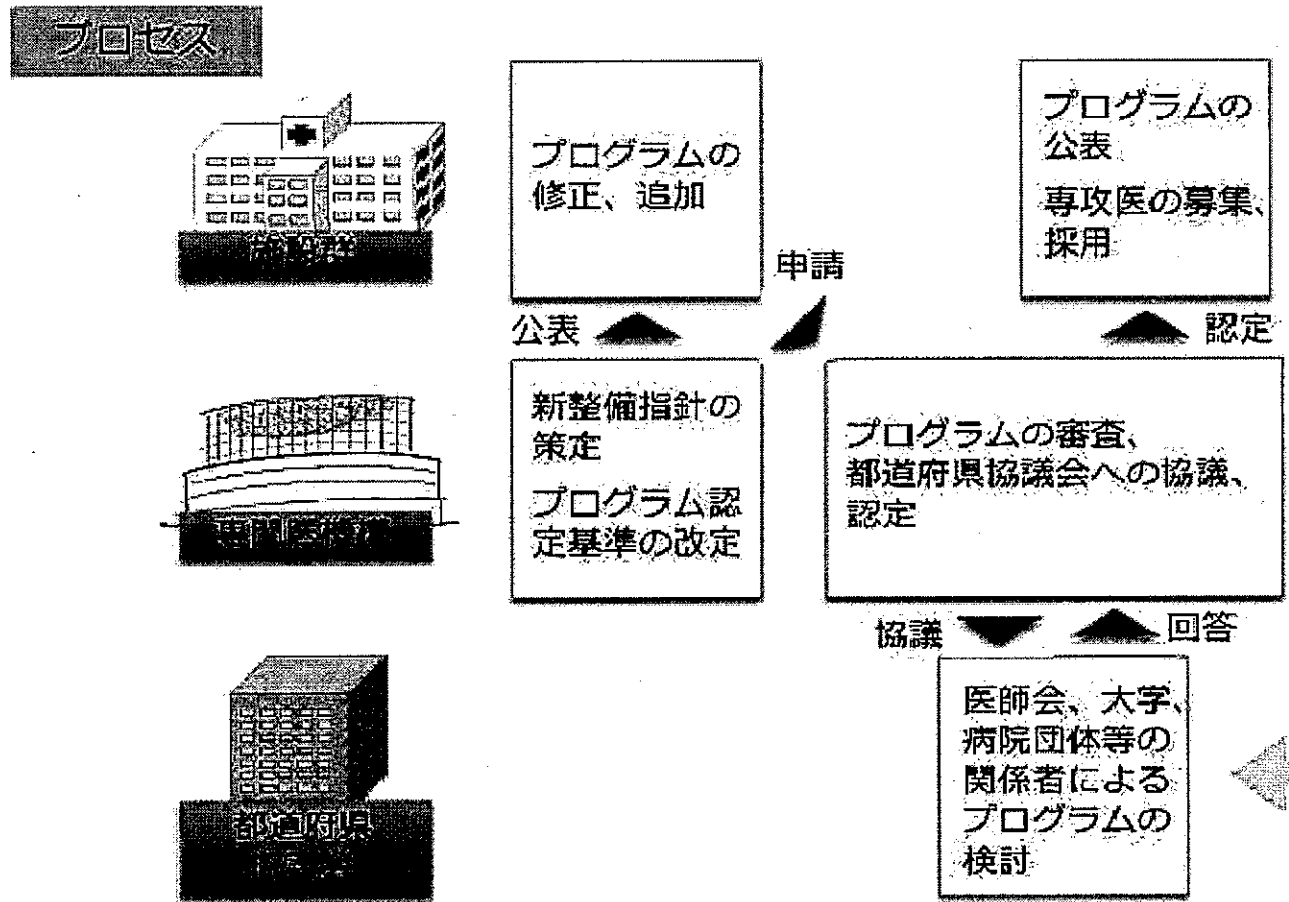 プロセス
プログラムの
修正、追加
プログラムの
公表
専攻医の募集、
採用
施設群
申請
公表
認定
新整備指針の
策定
プログラム認
定基準の改定
プログラムの審査、
都道府県協議会への協議、
認定
専門医機構
協議
回答
都道府県
医師会、大学、
病院団体等の
関係者による
プログラムの
検討